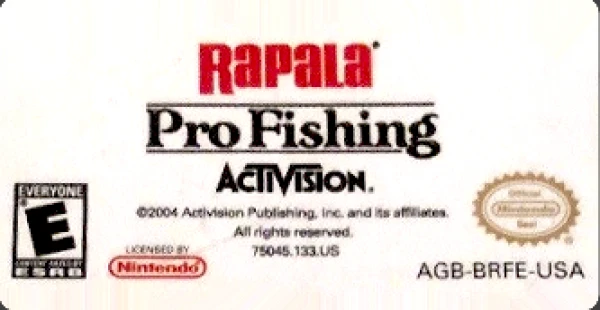 Rapala®
Pro Fishing
ACTIVISION.
©2004 Activision Publishing, Inc. and its affiliates.
All rights reserved.
75045.133.US
EVERYONE
E
CONTENT RATED BY
ESRB
LICENSED BY
Nintendo
Official
Nintendo
Seal
®
AGB-BRFE-USA